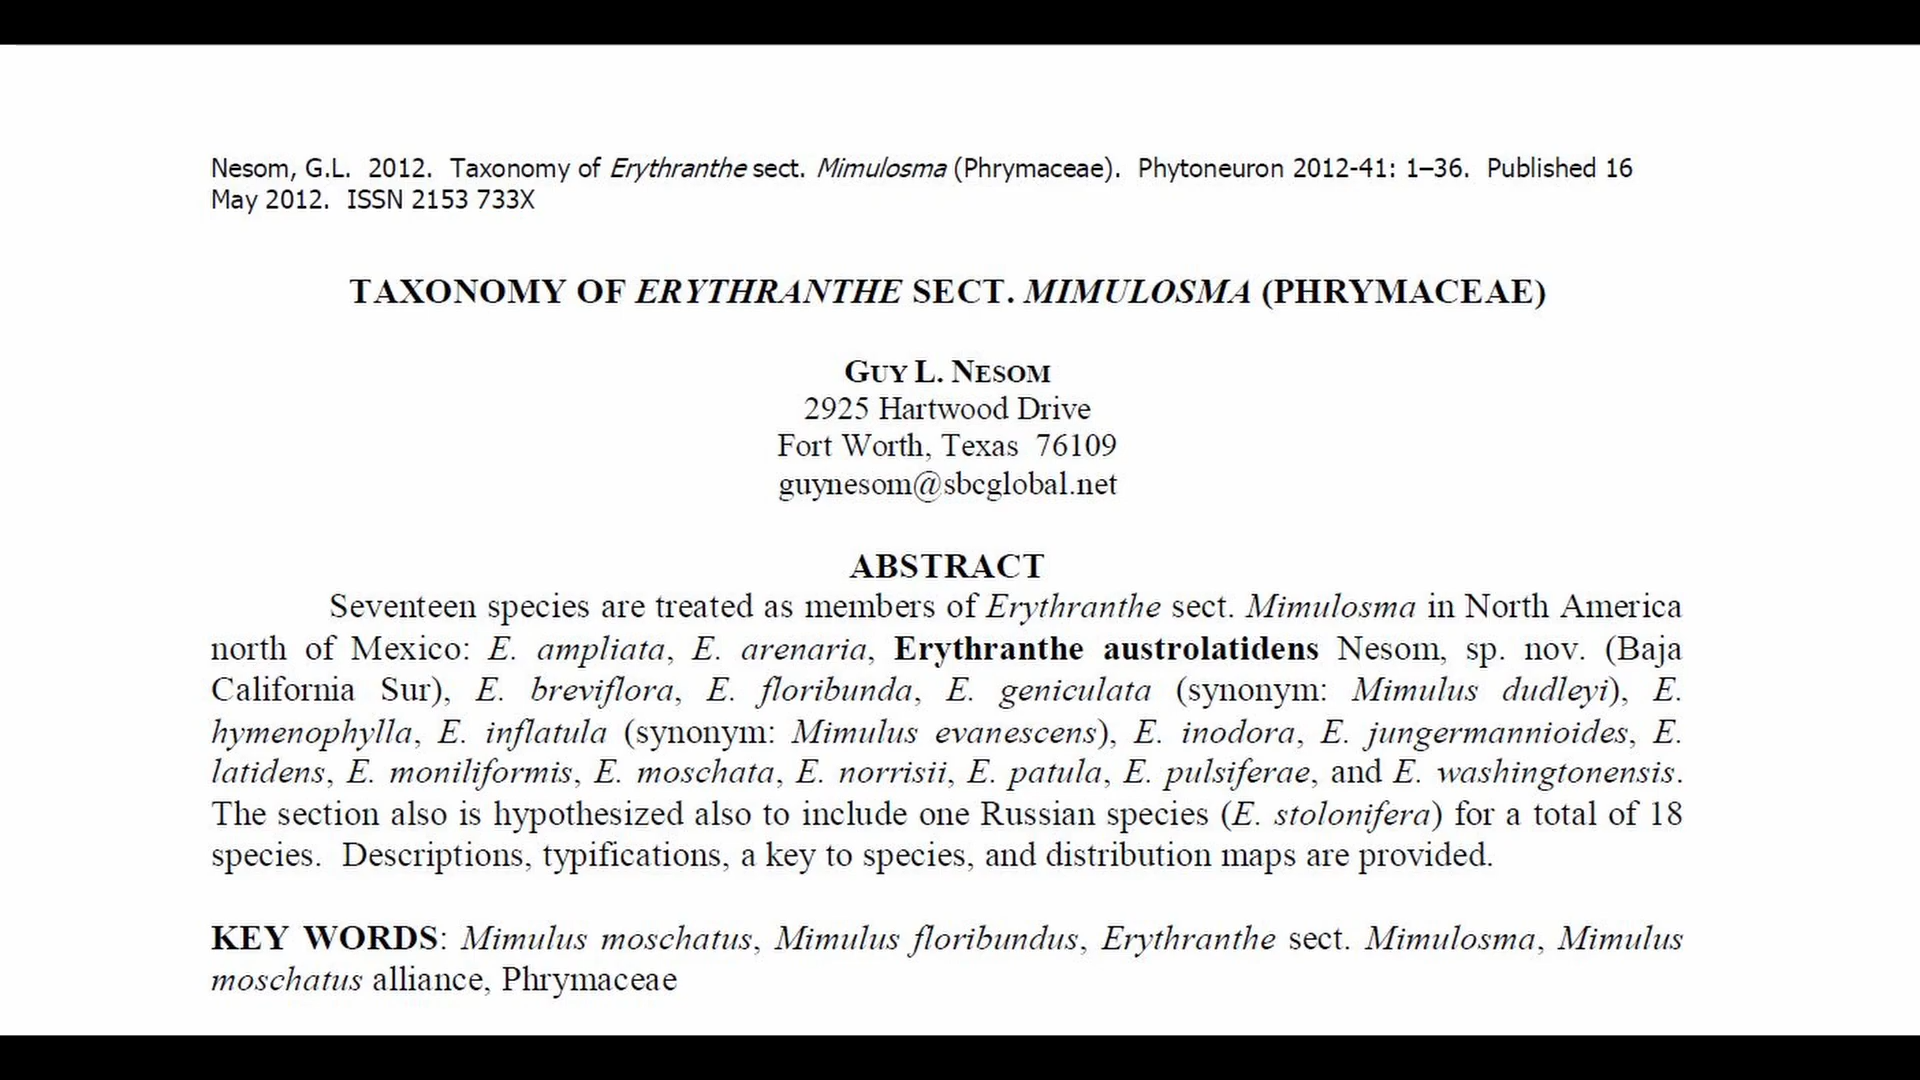 Nesom, G.L.  2012.  Taxonomy of Erythranthe sect. Mimulosma (Phrymaceae).  Phytoneuron 2012-41: 1–36.  Published 16
May 2012.  ISSN 2153 733X
TAXONOMY OF ERYTHRANTHE SECT. MIMULOSMA (PHRYMACEAE)
GUY L. NESOM
2925 Hartwood Drive
Fort Worth, Texas  76109
guynesom@sbcglobal.net
ABSTRACT
Seventeen species are treated as members of Erythranthe sect. Mimulosma in North America
north of Mexico: E. ampliata, E. arenaria, Erythranthe austrolatidens Nesom, sp. nov. (Baja
California Sur), E. breviflora, E. floribunda, E. geniculata (synonym: Mimulus dudleyi), E.
hymenophylla, E. inflatula (synonym: Mimulus evanescens), E. inodora, E. jungermannioides, E.
latidens, E. moniliformis, E. moschata, E. norrisii, E. patula, E. pulsiferae, and E. washingtonensis.
The section also is hypothesized also to include one Russian species (E. stolonifera) for a total of 18
species.  Descriptions, typifications, a key to species, and distribution maps are provided.
KEY WORDS: Mimulus moschatus, Mimulus floribundus, Erythranthe sect. Mimulosma, Mimulus
moschatus alliance, Phrymaceae